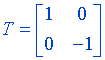 T = [1 0
0 −1]